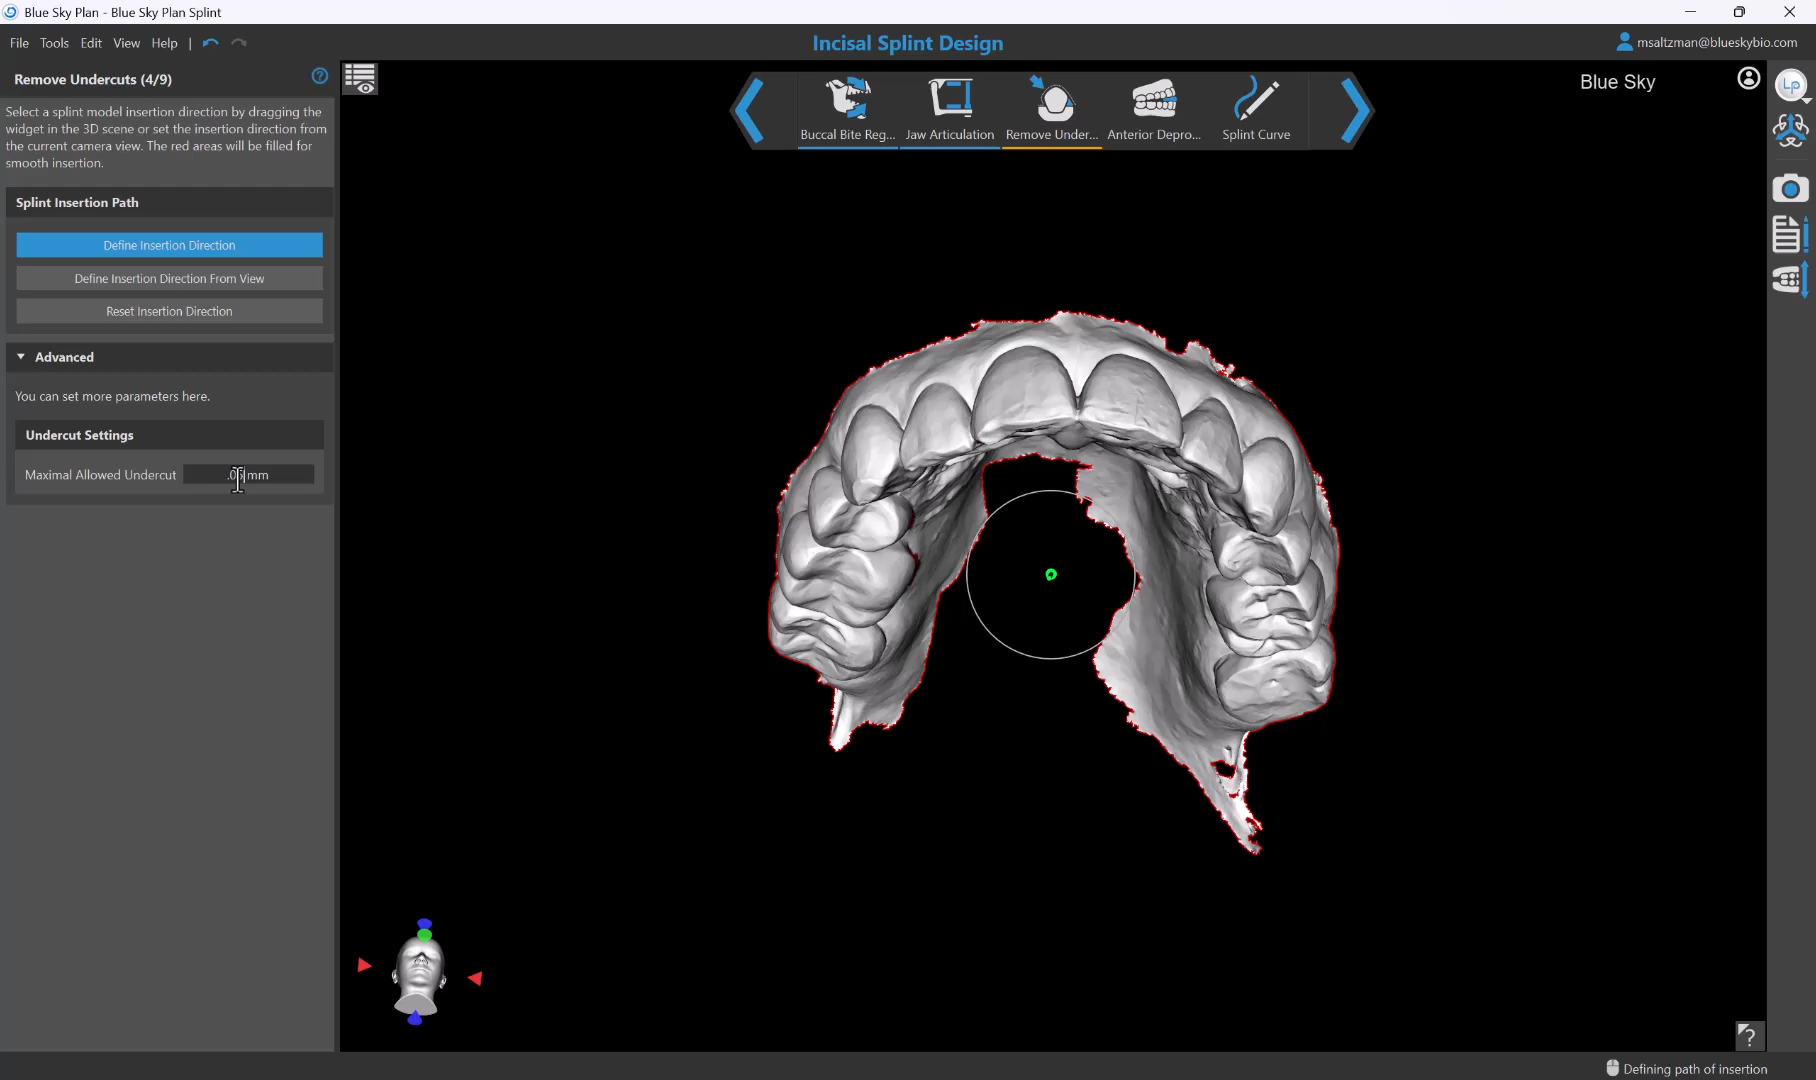 Blue Sky Plan - Blue Sky Plan Splint
File Tools Edit View Help |
Incisal Splint Design
msaltzman@blueskybio.com
Remove Undercuts (4/9)
Select a splint model insertion direction by dragging the
widget in the 3D scene or set the insertion direction from
the current camera view. The red areas will be filled for
smooth insertion.
Splint Insertion Path
Define Insertion Direction
Define Insertion Direction From View
Reset Insertion Direction
Advanced
You can set more parameters here.
Undercut Settings
Maximal Allowed Undercut
mm
Buccal Bite Reg...
Jaw Articulation
Remove Under...
Anterior Depro...
Splint Curve
Blue Sky
Lp
?
Defining path of insertion